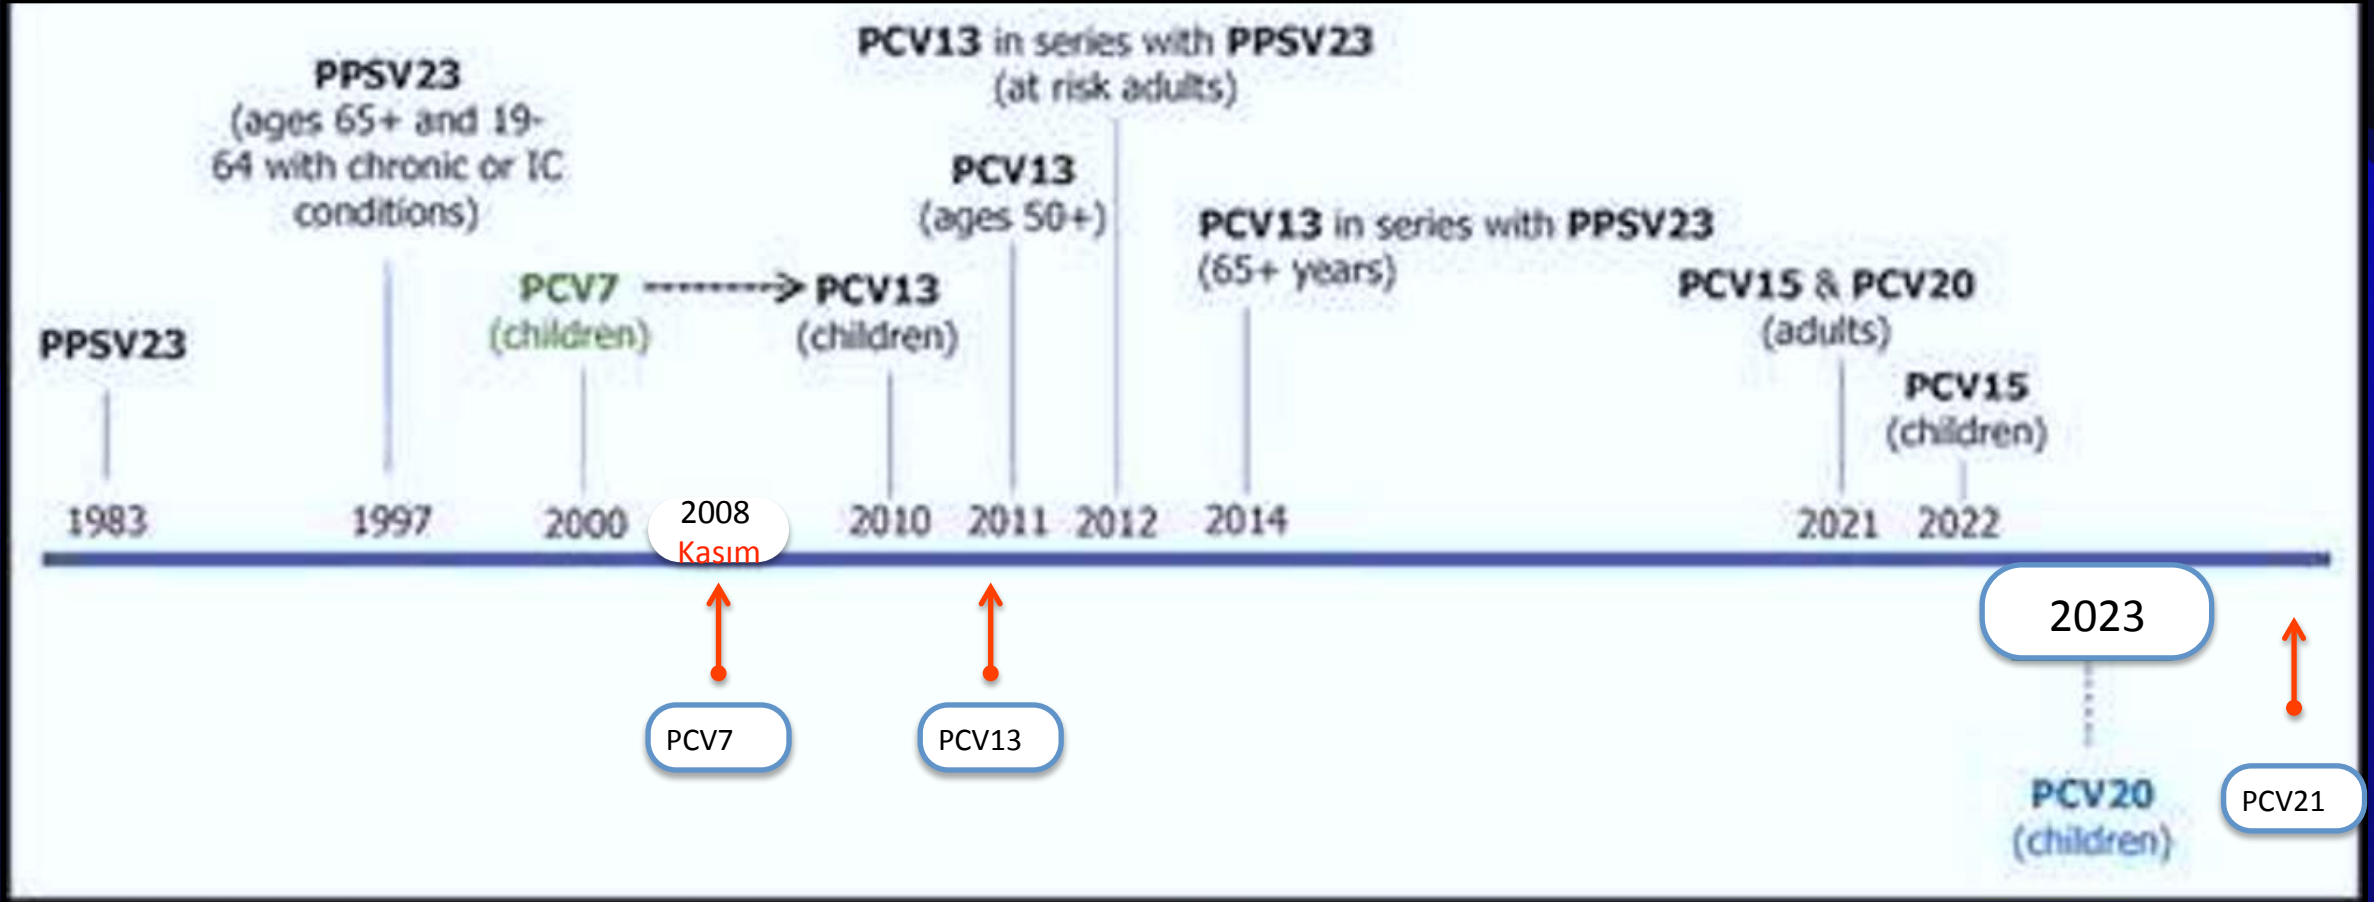 PCV13 in series with PPSV23
(at risk adults)
PPSV23
(ages 65+ and 19-
64 with chronic or IC
conditions)
PCV13
(ages 50+)
PCV13 in series with PPSV23
(65+ years)
PCV7
(children)
PCV13
(children)
PCV15 & PCV20
(adults)
PPSV23
PCV15
(children)
1983
1997
2000
2008
Kasım
2010
2011
2012
2014
2021
2022
2023
PCV7
PCV13
PCV20
(children)
PCV21